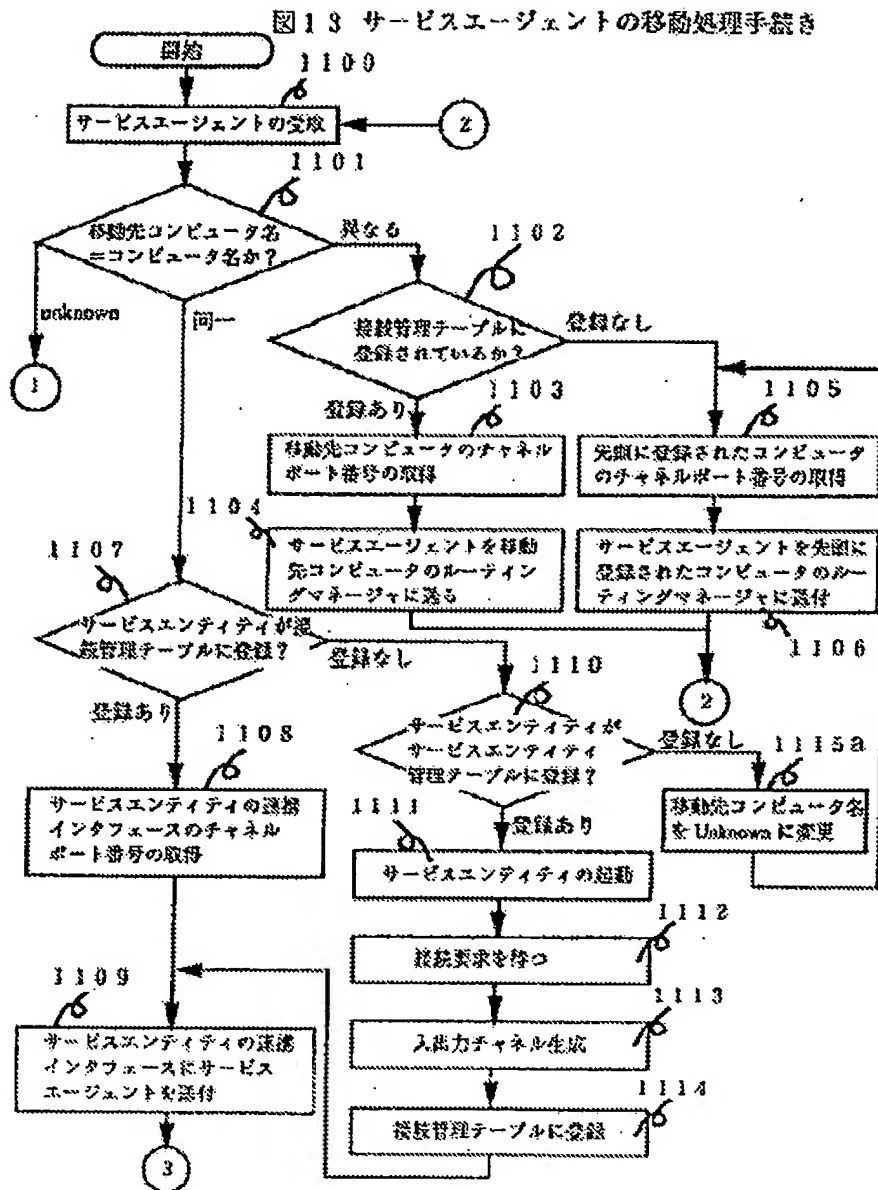 図13 サービスエージェントの移動処理手続き
開始
1100
サービスエージェントの受取
2
1101
移動先コンピュータ名
=コンピュータ名か?
異なる
unknown
同一
1
1102
接続管理テーブルに
登録されているか?
登録なし
登録あり
1103
移動先コンピュータのチャネル
ポート番号の取得
1105
先頭に登録されたコンピュータ
のチャネルポート番号の取得
1104
サービスエージェントを移動
先コンピュータのルーティン
グマネージャに送る
サービスエージェントを先頭に
登録されたコンピュータのルー
ティングマネージャに送付
1106
2
1107
サービスエンティティが接
続管理テーブルに登録?
登録なし
登録あり
1108
サービスエンティティの連携
インタフェースのチャネル
ポート番号の取得
1110
サービスエンティティが
サービスエンティティ
管理テーブルに登録?
登録なし
登録あり
1115a
移動先コンピュータ名
を Unknown に変更
1111
サービスエンティティの起動
1112
接続要求を待つ
1113
入出力チャネル生成
1114
接続管理テーブルに登録
1109
サービスエンティティの連携
インタフェースにサービス
エージェントを送付
3